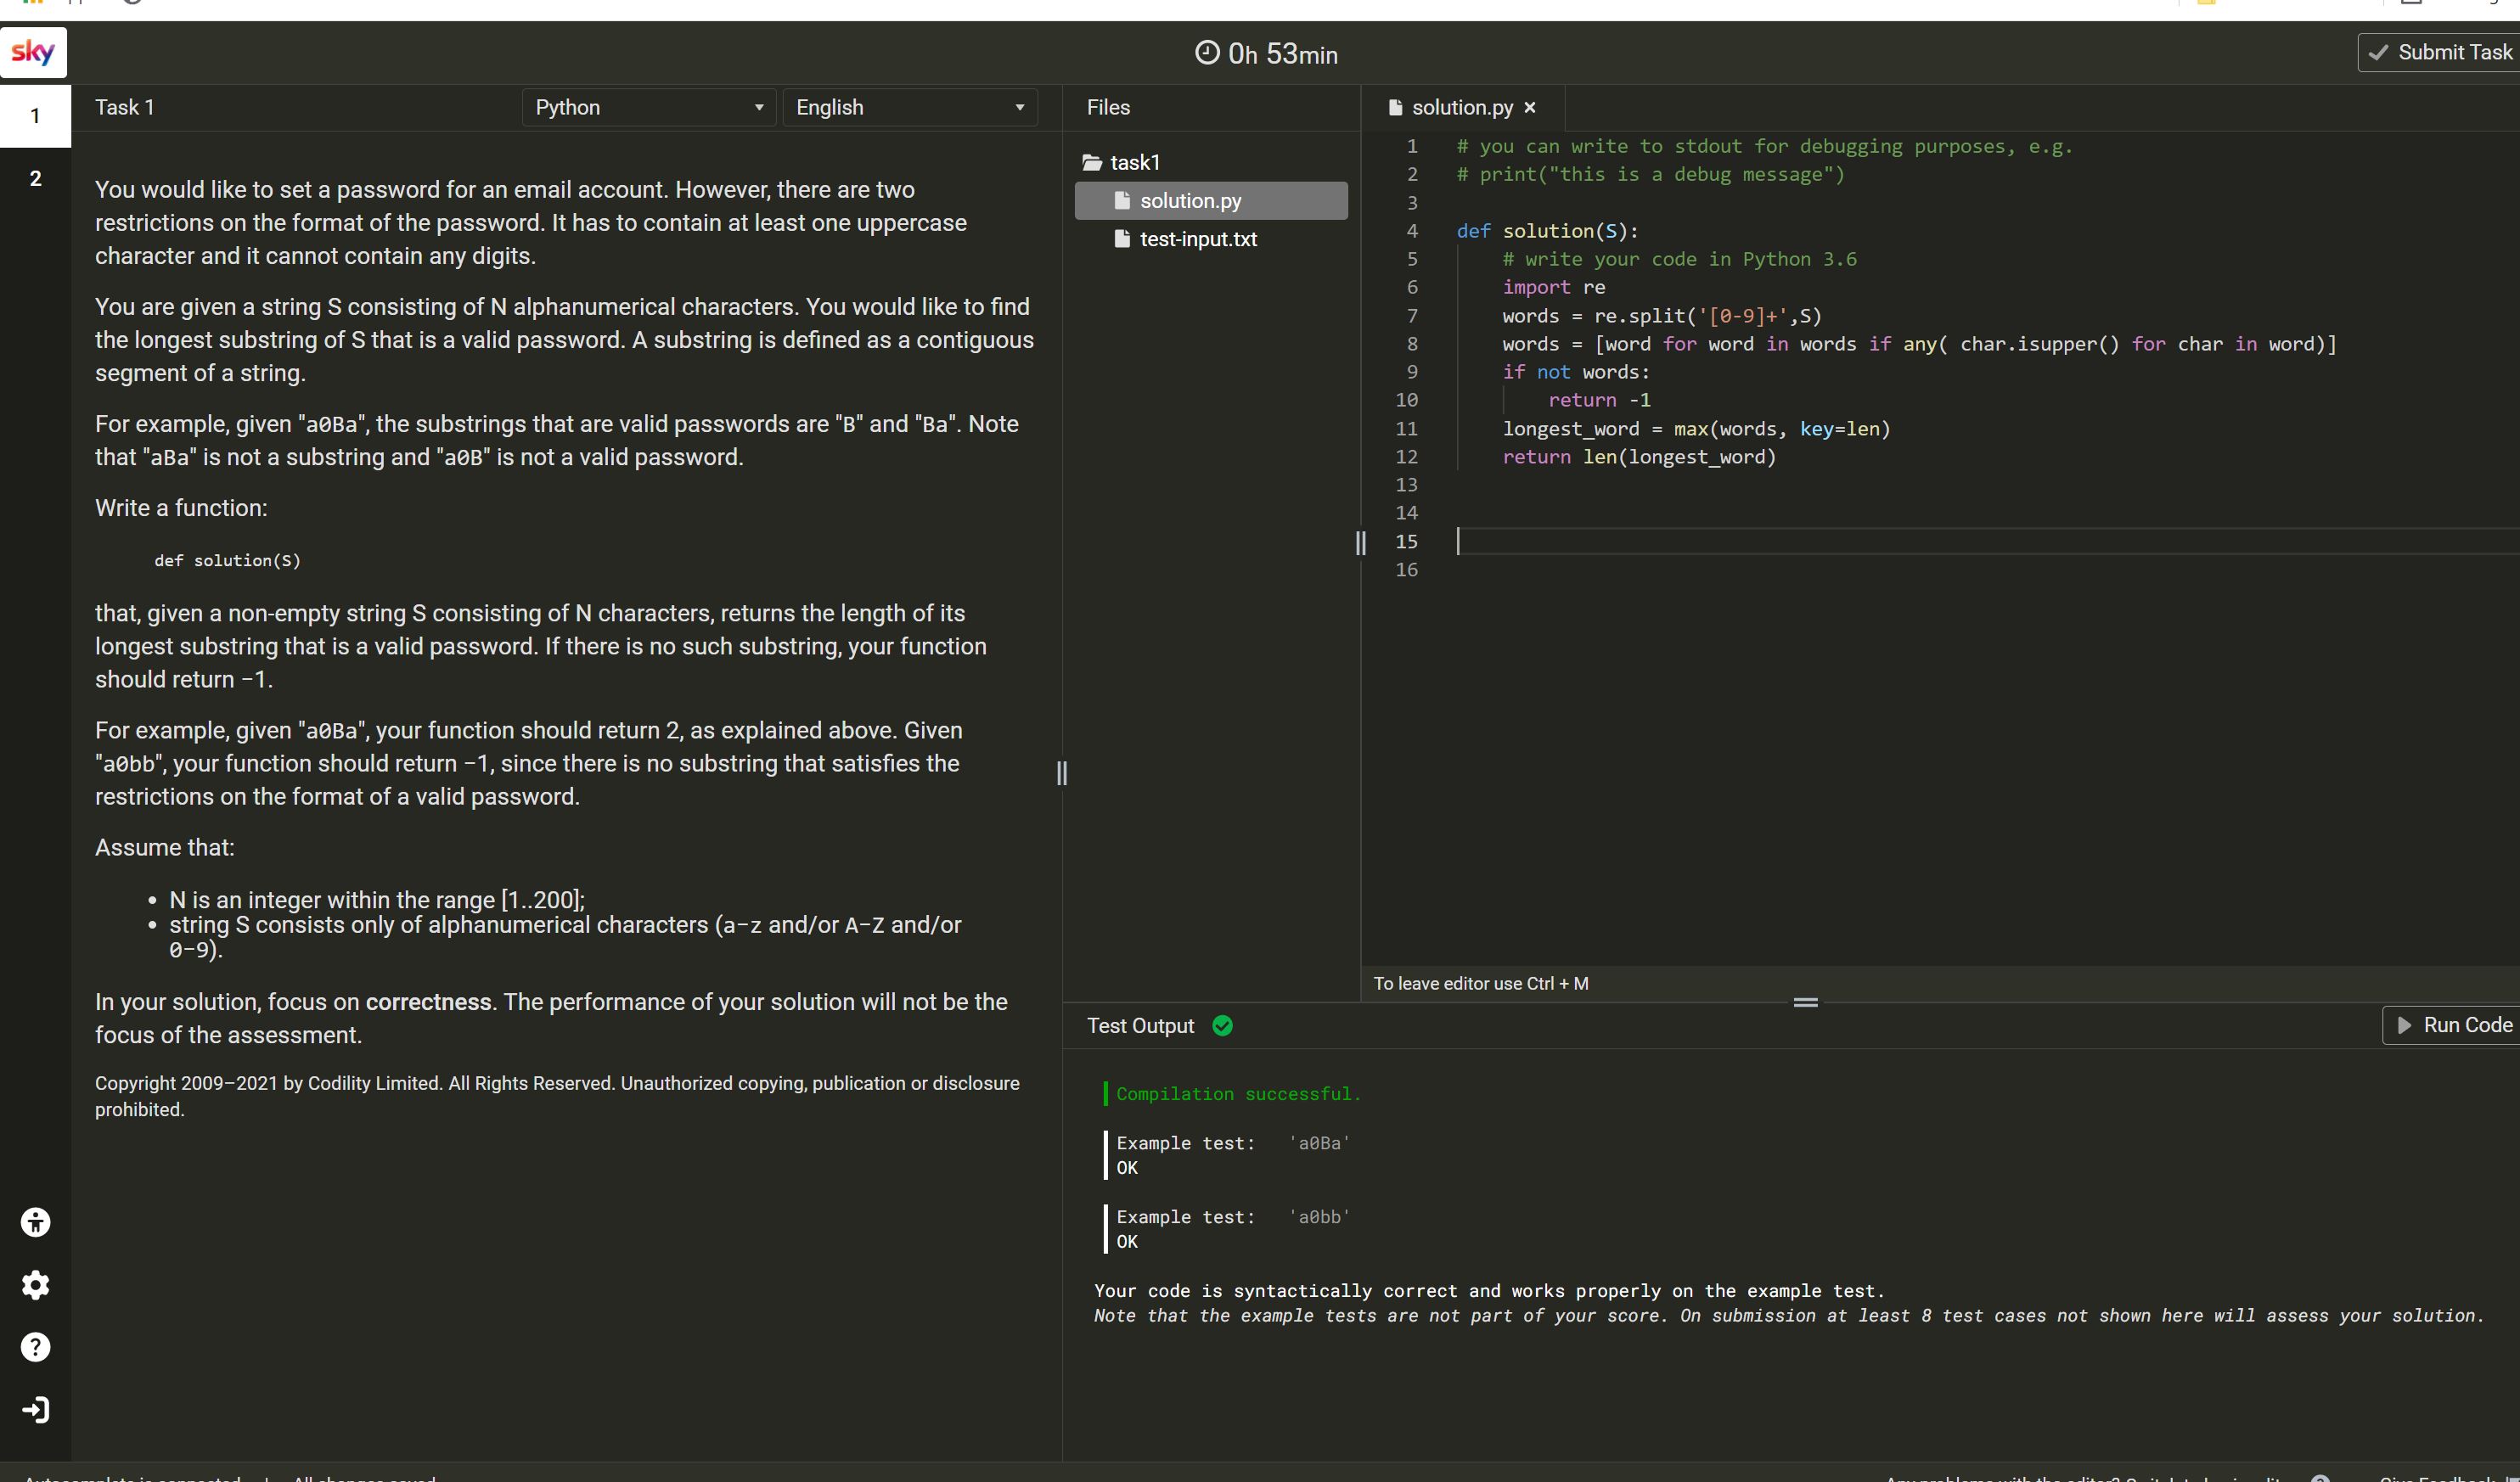 sky
0h 53min
Submit Task
1
2
Task 1
Python
English
You would like to set a password for an email account. However, there are two
restrictions on the format of the password. It has to contain at least one uppercase
character and it cannot contain any digits.
You are given a string S consisting of N alphanumerical characters. You would like to find
the longest substring of S that is a valid password. A substring is defined as a contiguous
segment of a string.
For example, given "a0Ba", the substrings that are valid passwords are "B" and "Ba". Note
that "aBa" is not a substring and "a0B" is not a valid password.
Write a function:
def solution(S)
that, given a non-empty string S consisting of N characters, returns the length of its
longest substring that is a valid password. If there is no such substring, your function
should return −1.
For example, given "a0Ba", your function should return 2, as explained above. Given
"a0bb", your function should return −1, since there is no substring that satisfies the
restrictions on the format of a valid password.
Assume that:
• N is an integer within the range [1..200];
• string S consists only of alphanumerical characters (a−z and/or A−Z and/or
0−9).
In your solution, focus on correctness. The performance of your solution will not be the
focus of the assessment.
Copyright 2009–2021 by Codility Limited. All Rights Reserved. Unauthorized copying, publication or disclosure
prohibited.
Files
task1
solution.py
test-input.txt
solution.py ×
1 # you can write to stdout for debugging purposes, e.g.
2 # print("this is a debug message")
3
4 def solution(S):
5     # write your code in Python 3.6
6     import re
7     words = re.split('[0-9]+',S)
8     words = [word for word in words if any( char.isupper() for char in word)]
9     if not words:
10         return -1
11     longest_word = max(words, key=len)
12     return len(longest_word)
13
14
15
16
To leave editor use Ctrl + M
Test Output
Run Code
Compilation successful.
Example test:   'a0Ba'
OK
Example test:   'a0bb'
OK
Your code is syntactically correct and works properly on the example test.
Note that the example tests are not part of your score. On submission at least 8 test cases not shown here will assess your solution.